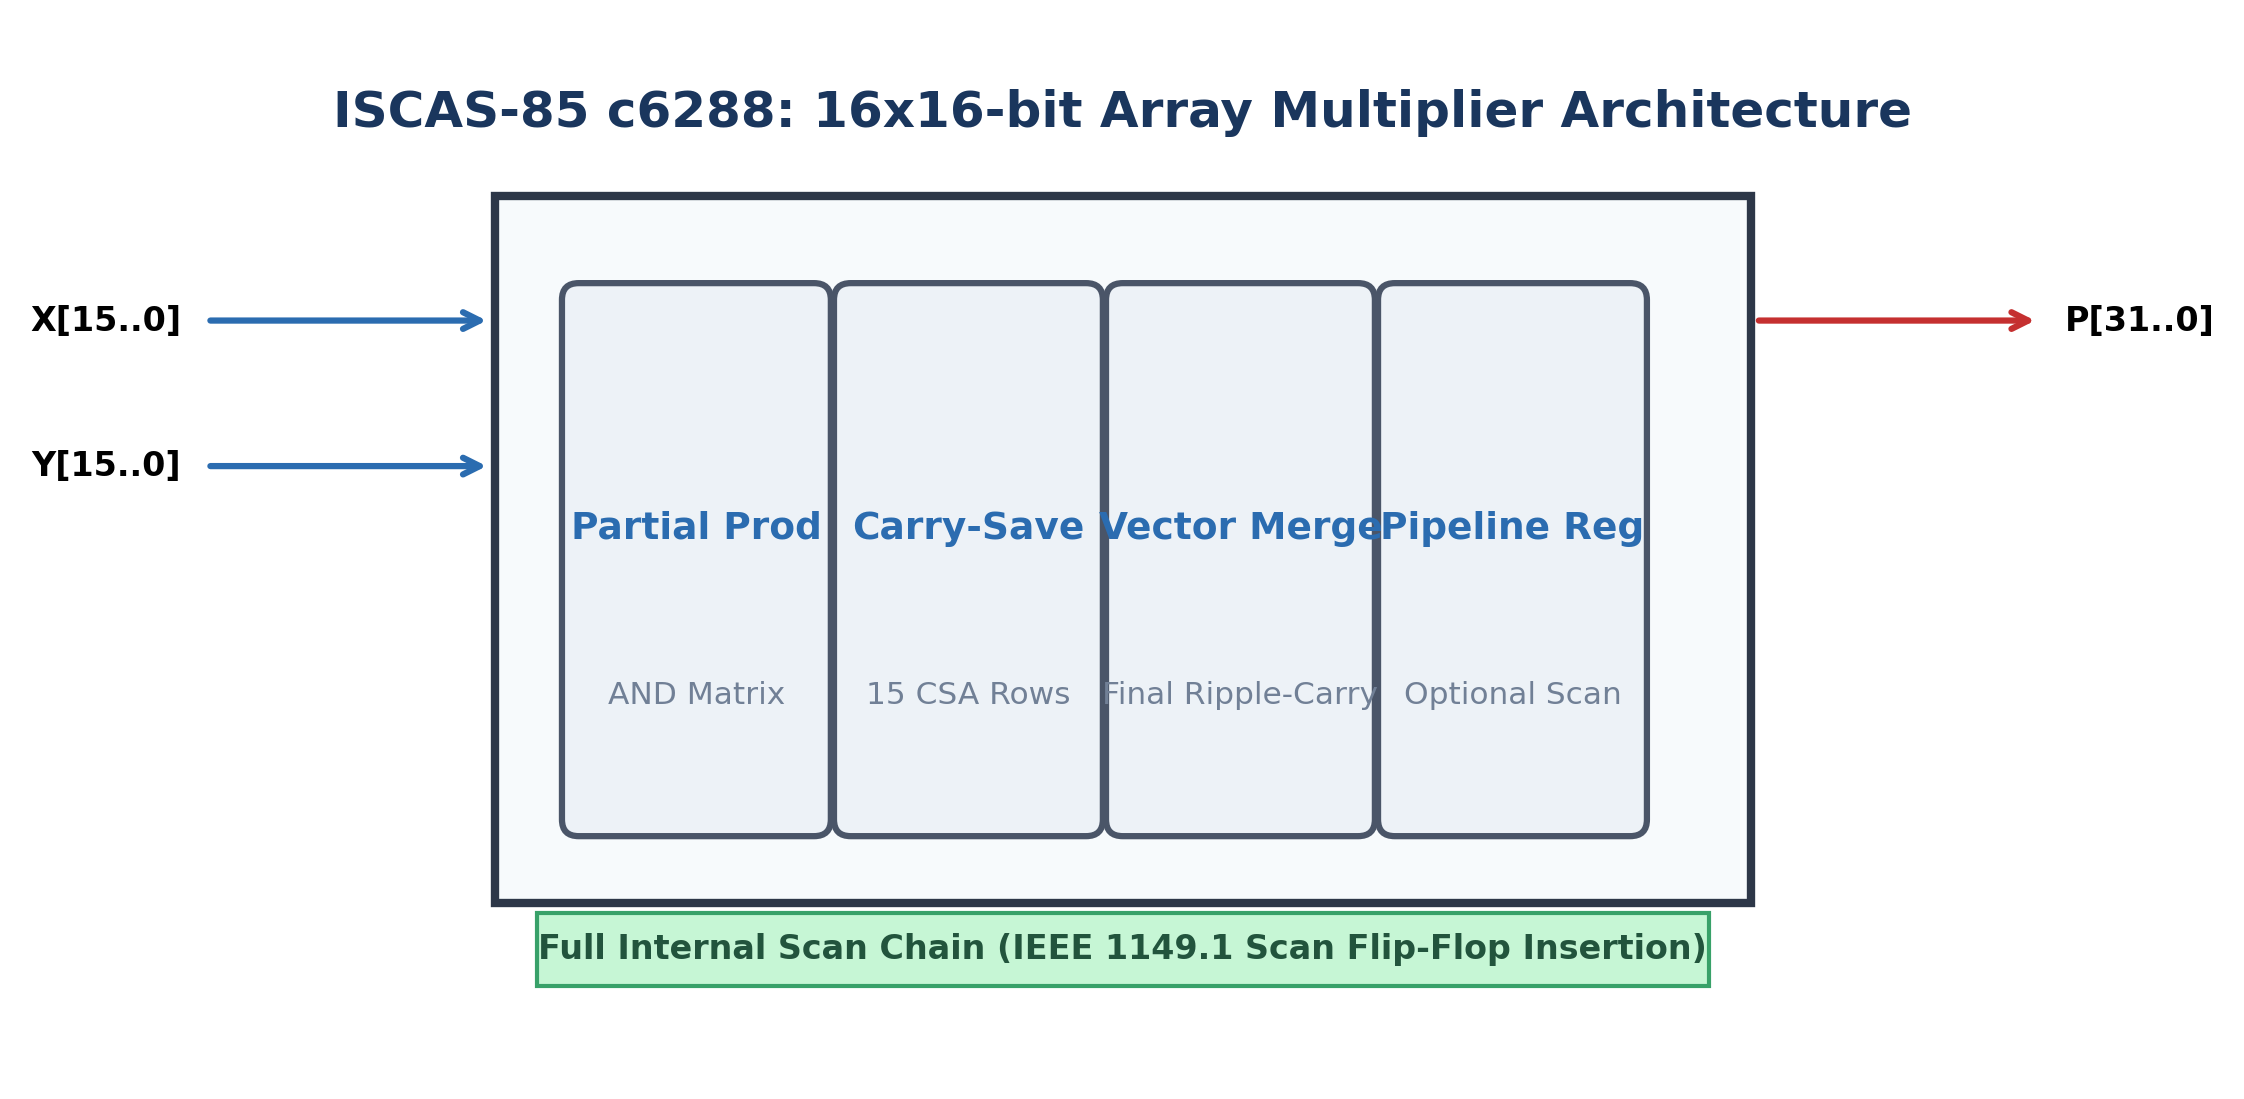 ISCAS-85 c6288: 16x16-bit Array Multiplier Architecture
X[15..0]
P[31..0]
Y[15..0]
Partial Prod
Carry-Save
Vector Merge
Pipeline Reg
AND Matrix
15 CSA Rows
Final Ripple-Carry
Optional Scan
Full Internal Scan Chain (IEEE 1149.1 Scan Flip-Flop Insertion)